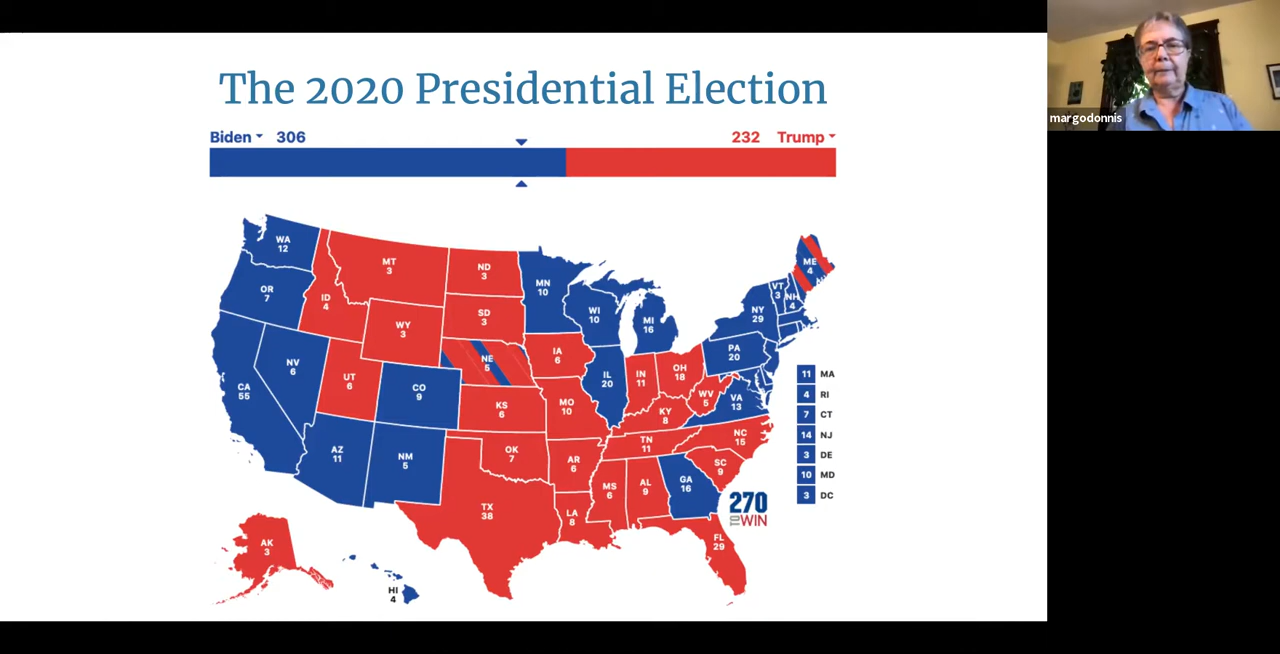 The 2020 Presidential Election
margodonnis
Biden 306
232 Trump
WA
12
OR
7
CA
55
NV
6
ID
4
MT
3
WY
3
UT
6
AZ
11
CO
9
NM
5
ND
3
SD
3
NE
5
KS
6
OK
7
TX
38
MN
10
IA
6
MO
10
AR
6
LA
8
WI
10
IL
20
MI
16
IN
11
OH
18
KY
8
TN
11
MS
6
AL
9
GA
16
FL
29
SC
9
NC
15
VA
13
WV
5
PA
20
NY
29
VT
3
NH
4
ME
4
AK
3
HI
4
11 MA
4 RI
7 CT
14 NJ
3 DE
10 MD
3 DC
270
TO WIN